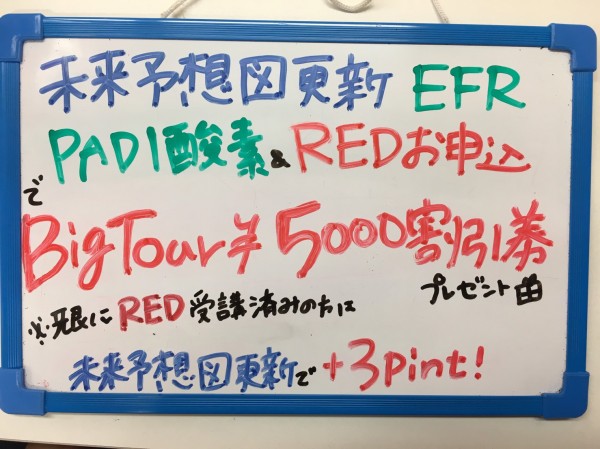 未来予想図更新 EFR
PADI酸素&REDお申込
で
BigTour¥5000割引券
プレゼント
※既にRED受講済みの方は
未来予想図更新で+3pint!